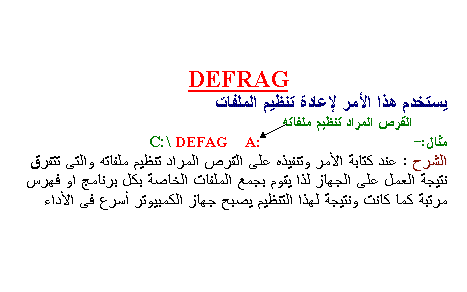 DEFRAG
يستخدم هذا الأمر لإعادة تنظيم الملفات
القرص المراد تنظيم ملفاته
مثال:- C:\ DEFAG A:
الشرح : عند كتابة الأمر وتنفيذه على القرص المراد تنظيم ملفاته والتى تتفرق
نتيجة العمل على الجهاز لذا يقوم بجمع الملفات الخاصة بكل برنامج او فهرس
مرتبة كما كانت ونتيجة لهذا التنظيم يصبح جهاز الكمبيوتر أسرع فى الأداء